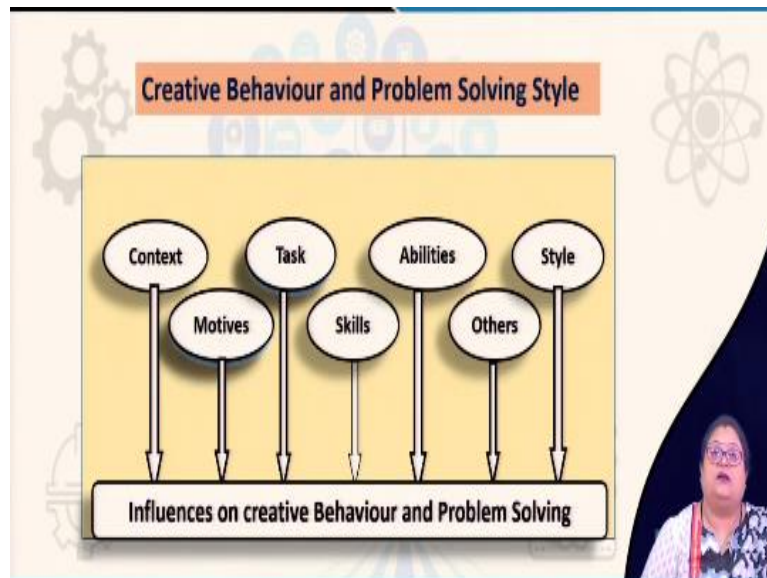 Creative Behaviour and Problem Solving Style
Context
Task
Abilities
Style
Motives
Skills
Others
Influences on creative Behaviour and Problem Solving